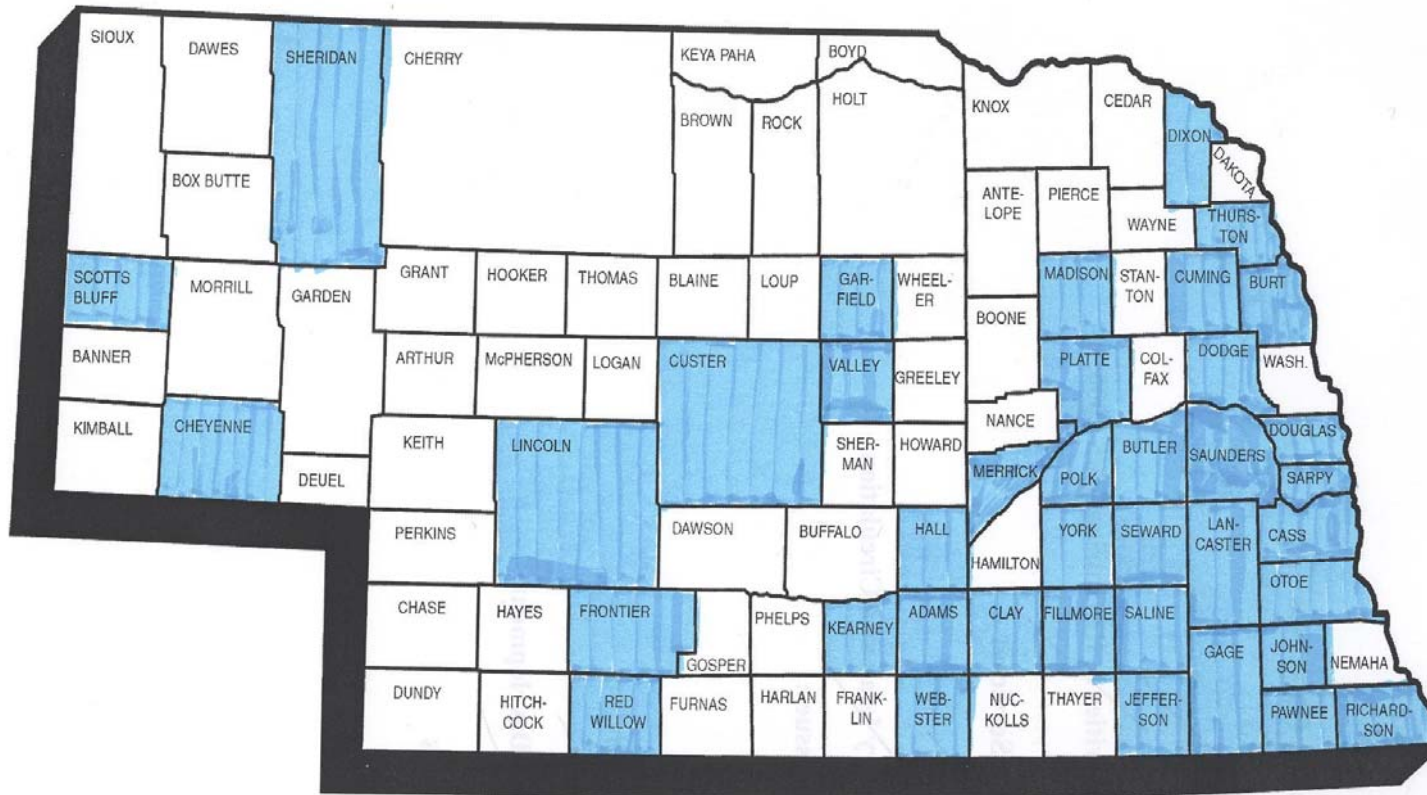 SIOUX
DAWES
SHERIDAN
CHERRY
KEYA PAHA
BOYD
HOLT
KNOX
CEDAR
DIXON
DAKOTA
BROWN
ROCK
BOX BUTTE
ANTE-
LOPE
PIERCE
WAYNE
THURS-
TON
SCOTTS
BLUFF
MORRILL
GARDEN
GRANT
HOOKER
THOMAS
BLAINE
LOUP
GAR-
FIELD
WHEEL-
ER
BOONE
MADISON
STAN-
TON
CUMING
BURT
BANNER
ARTHUR
McPHERSON
LOGAN
CUSTER
VALLEY
GREELEY
PLATTE
COL-
FAX
DODGE
WASH.
KIMBALL
CHEYENNE
DEUEL
KEITH
LINCOLN
SHER-
MAN
HOWARD
NANCE
MERRICK
POLK
BUTLER
SAUNDERS
DOUGLAS
SARPY
PERKINS
DAWSON
BUFFALO
HALL
HAMILTON
YORK
SEWARD
LAN-
CASTER
CASS
OTOE
CHASE
HAYES
FRONTIER
GOSPER
PHELPS
KEARNEY
ADAMS
CLAY
FILLMORE
SALINE
GAGE
JOHN-
SON
NEMAHA
DUNDY
HITCH-
COCK
RED
WILLOW
FURNAS
HARLAN
FRANK-
LIN
WEB-
STER
NUC-
KOLLS
THAYER
JEFFER-
SON
PAWNEE
RICHARD-
SON